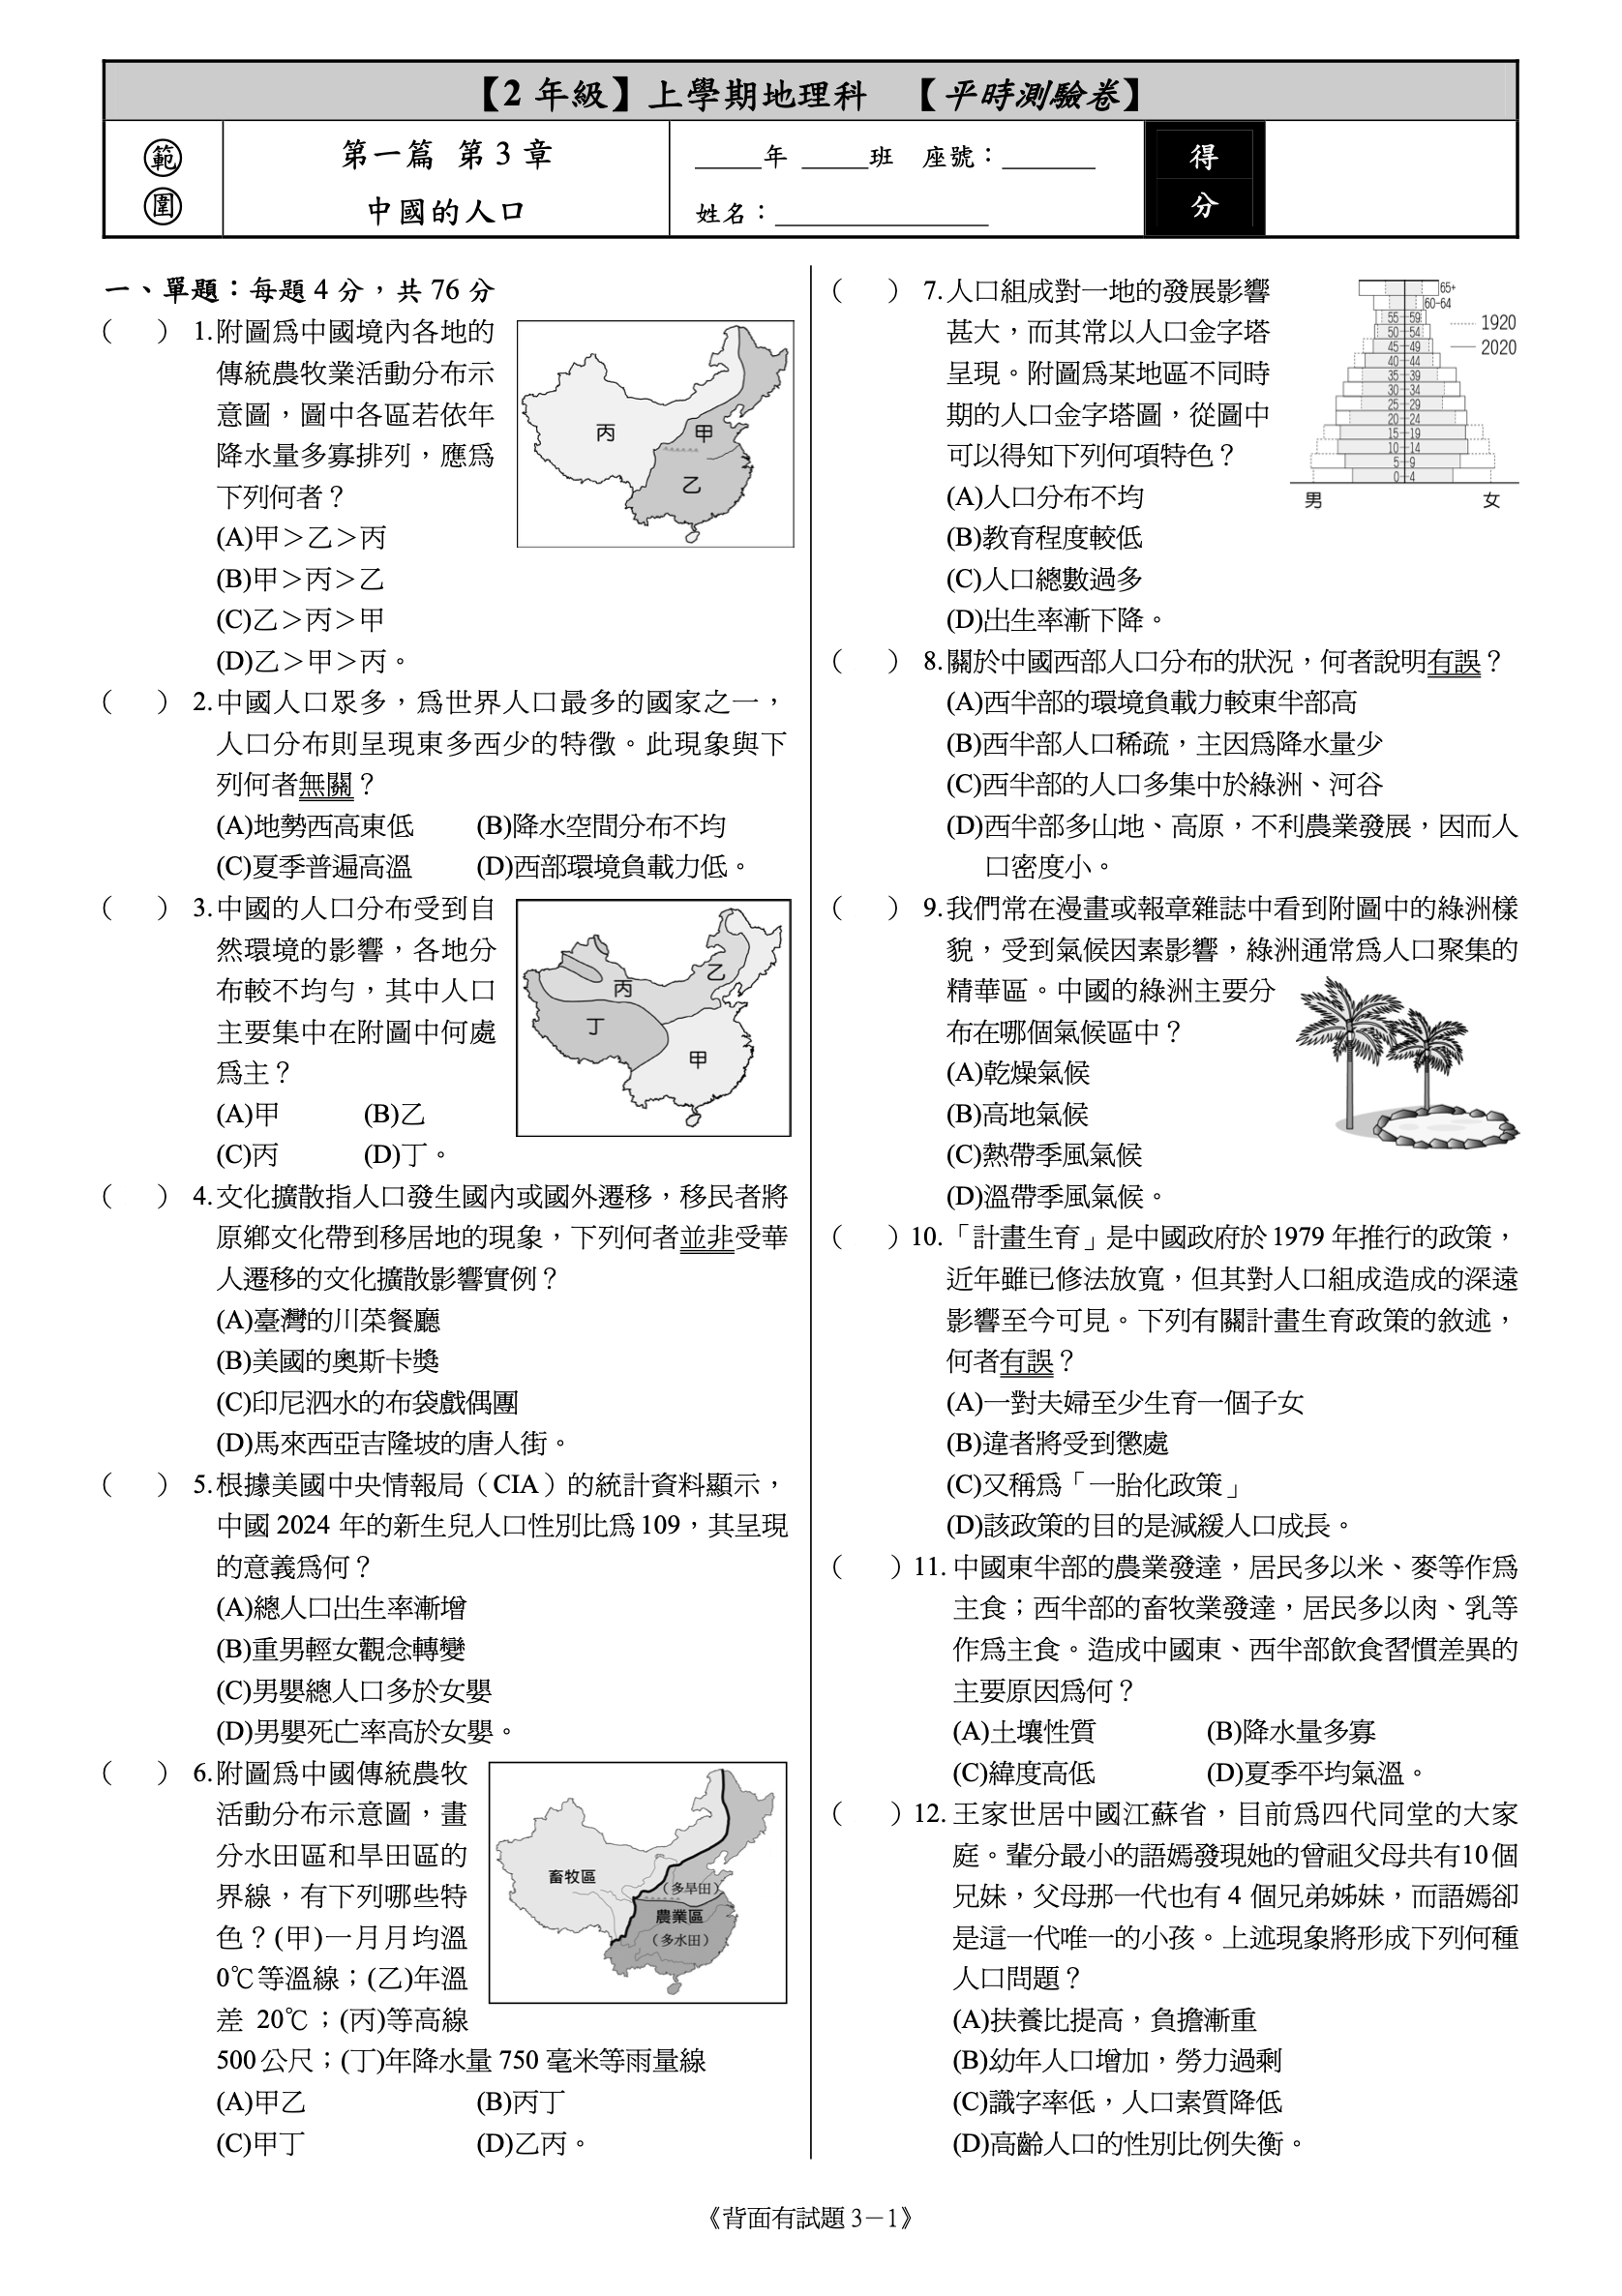 【2 年級】上學期地理科 【平時測驗卷】
範圍
第一篇 第 3 章
中國的人口
年 班 座號：
姓名：
得分
一、單題：每題 4 分，共 76 分
（ ） 1.附圖為中國境內各地的
傳統農牧業活動分布示
意圖，圖中各區若依年
降水量多寡排列，應為
下列何者？
(A)甲＞乙＞丙
(B)甲＞丙＞乙
(C)乙＞丙＞甲
(D)乙＞甲＞丙。
丙
甲
乙
（ ） 2.中國人口眾多，為世界人口最多的國家之一，
人口分布則呈現東多西少的特徵。此現象與下
列何者無關？
(A)地勢西高東低 (B)降水空間分布不均
(C)夏季普遍高溫 (D)西部環境負載力低。
（ ） 3.中國的人口分布受到自
然環境的影響，各地分
布較不均勻，其中人口
主要集中在附圖中何處
為主？
(A)甲 (B)乙
(C)丙 (D)丁。
乙
丙
丁
甲
（ ） 4.文化擴散指人口發生國內或國外遷移，移民者將
原鄉文化帶到移居地的現象，下列何者並非受華
人遷移的文化擴散影響實例？
(A)臺灣的川菜餐廳
(B)美國的奧斯卡獎
(C)印尼泗水的布袋戲偶團
(D)馬來西亞吉隆坡的唐人街。
（ ） 5.根據美國中央情報局（CIA）的統計資料顯示，
中國 2024 年的新生兒人口性別比為 109，其呈現
的意義為何？
(A)總人口出生率漸增
(B)重男輕女觀念轉變
(C)男嬰總人口多於女嬰
(D)男嬰死亡率高於女嬰。
（ ） 6.附圖為中國傳統農牧
活動分布示意圖，畫
分水田區和旱田區的
界線，有下列哪些特
色？(甲)一月月均溫
0℃等溫線；(乙)年溫
差 20℃；(丙)等高線
500 公尺；(丁)年降水量 750 毫米等雨量線
(A)甲乙 (B)丙丁
(C)甲丁 (D)乙丙。
畜牧區
（多旱田）
農業區
（多水田）
（ ） 7.人口組成對一地的發展影響
甚大，而其常以人口金字塔
呈現。附圖為某地區不同時
期的人口金字塔圖，從圖中
可以得知下列何項特色？
(A)人口分布不均
(B)教育程度較低
(C)人口總數過多
(D)出生率漸下降。
65+
60-64
55 59
50 54
45 49
40 44
35 39
30 34
25 29
20 24
15 19
10 14
5 9
0 4
1920
2020
男 女
（ ） 8.關於中國西部人口分布的狀況，何者說明有誤？
(A)西半部的環境負載力較東半部高
(B)西半部人口稀疏，主因為降水量少
(C)西半部的人口多集中於綠洲、河谷
(D)西半部多山地、高原，不利農業發展，因而人
口密度小。
（ ） 9.我們常在漫畫或報章雜誌中看到附圖中的綠洲樣
貌，受到氣候因素影響，綠洲通常為人口聚集的
精華區。中國的綠洲主要分
布在哪個氣候區中？
(A)乾燥氣候
(B)高地氣候
(C)熱帶季風氣候
(D)溫帶季風氣候。
（ ） 10.「計畫生育」是中國政府於 1979 年推行的政策，
近年雖已修法放寬，但其對人口組成造成的深遠
影響至今可見。下列有關計畫生育政策的敘述，
何者有誤？
(A)一對夫婦至少生育一個子女
(B)違者將受到懲處
(C)又稱為「一胎化政策」
(D)該政策的目的是減緩人口成長。
（ ） 11.中國東半部的農業發達，居民多以米、麥等作為
主食；西半部的畜牧業發達，居民多以肉、乳等
作為主食。造成中國東、西半部飲食習慣差異的
主要原因為何？
(A)土壤性質 (B)降水量多寡
(C)緯度高低 (D)夏季平均氣溫。
（ ） 12.王家世居中國江蘇省，目前為四代同堂的大家
庭。輩分最小的語嫣發現她的曾祖父母共有10個
兄妹，父母那一代也有 4 個兄弟姊妹，而語嫣卻
是這一代唯一的小孩。上述現象將形成下列何種
人口問題？
(A)扶養比提高，負擔漸重
(B)幼年人口增加，勞力過剩
(C)識字率低，人口素質降低
(D)高齡人口的性別比例失衡。
《背面有試題 3－1》